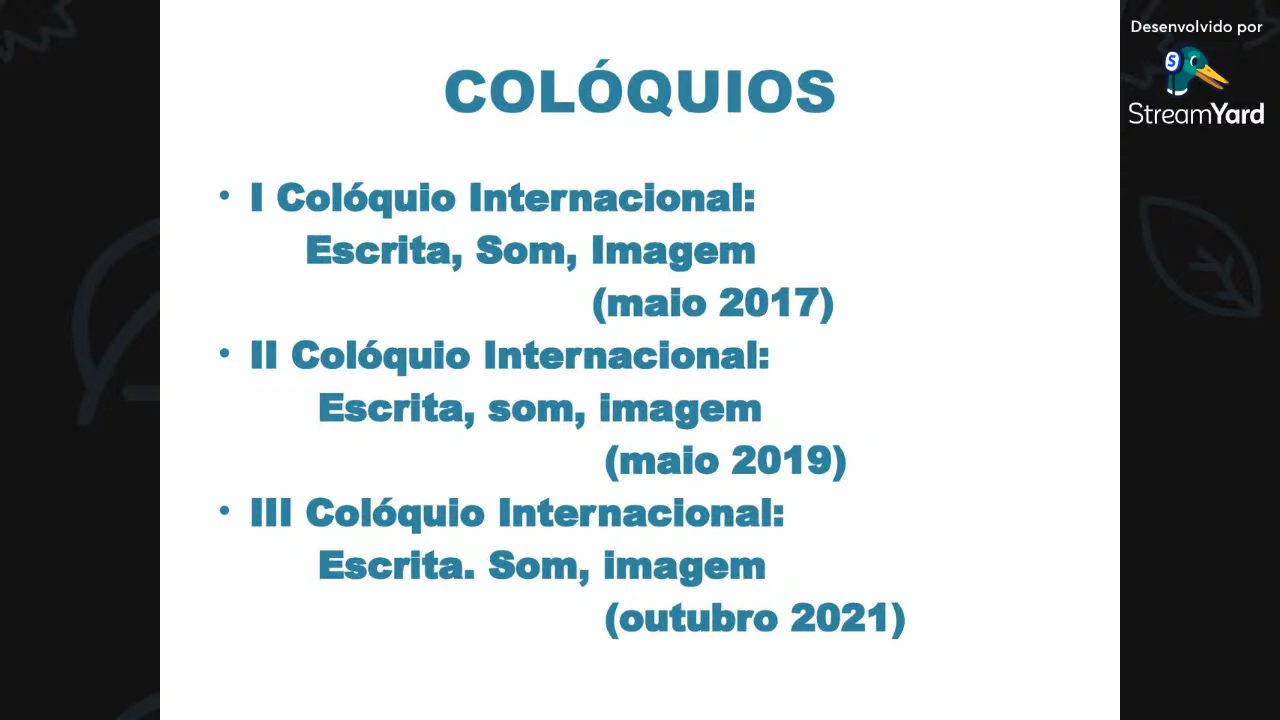 Desenvolvido por
StreamYard
COLÓQUIOS
• I Colóquio Internacional:
Escrita, Som, Imagem
(maio 2017)
• II Colóquio Internacional:
Escrita, som, imagem
(maio 2019)
• III Colóquio Internacional:
Escrita. Som, imagem
(outubro 2021)